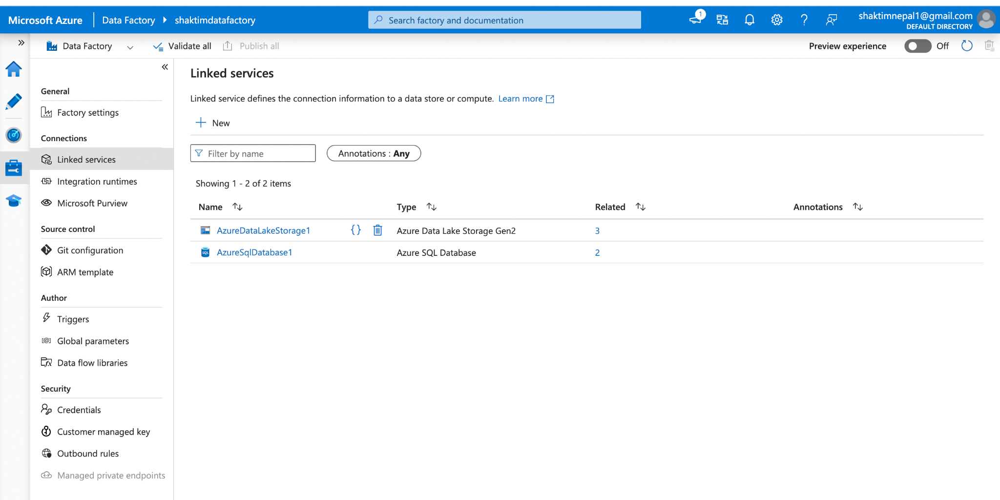 Microsoft Azure
Data Factory
shaktimdatafactory
Search factory and documentation
1
shaktimnepal1@gmail.com
DEFAULT DIRECTORY
Data Factory
Validate all
Publish all
Preview experience
Off
General
Factory settings
Connections
Linked services
Integration runtimes
Microsoft Purview
Source control
Git configuration
ARM template
Author
Triggers
Global parameters
Data flow libraries
Security
Credentials
Customer managed key
Outbound rules
Managed private endpoints
Linked services
Linked service defines the connection information to a data store or compute. Learn more
New
Filter by name
Annotations : Any
Showing 1 - 2 of 2 items
Name Type Related Annotations
AzureDataLakeStorage1 {} Azure Data Lake Storage Gen2 3
SQL AzureSqlDatabase1 Azure SQL Database 2